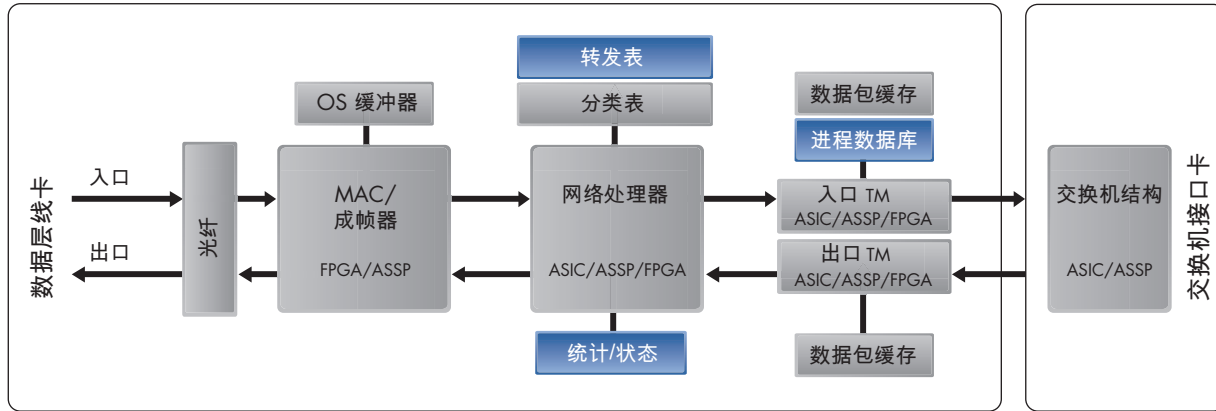 转发表
OS 缓冲器
分类表
数据包缓存
进程数据库
数据层线卡
入口
出口
光纤
MAC/
成帧器
FPGA/ASSP
网络处理器
ASIC/ASSP/FPGA
入口 TM
ASIC/ASSP/FPGA
出口 TM
ASIC/ASSP/FPGA
交换机结构
ASIC/ASSP
交换机接口卡
统计/状态
数据包缓存